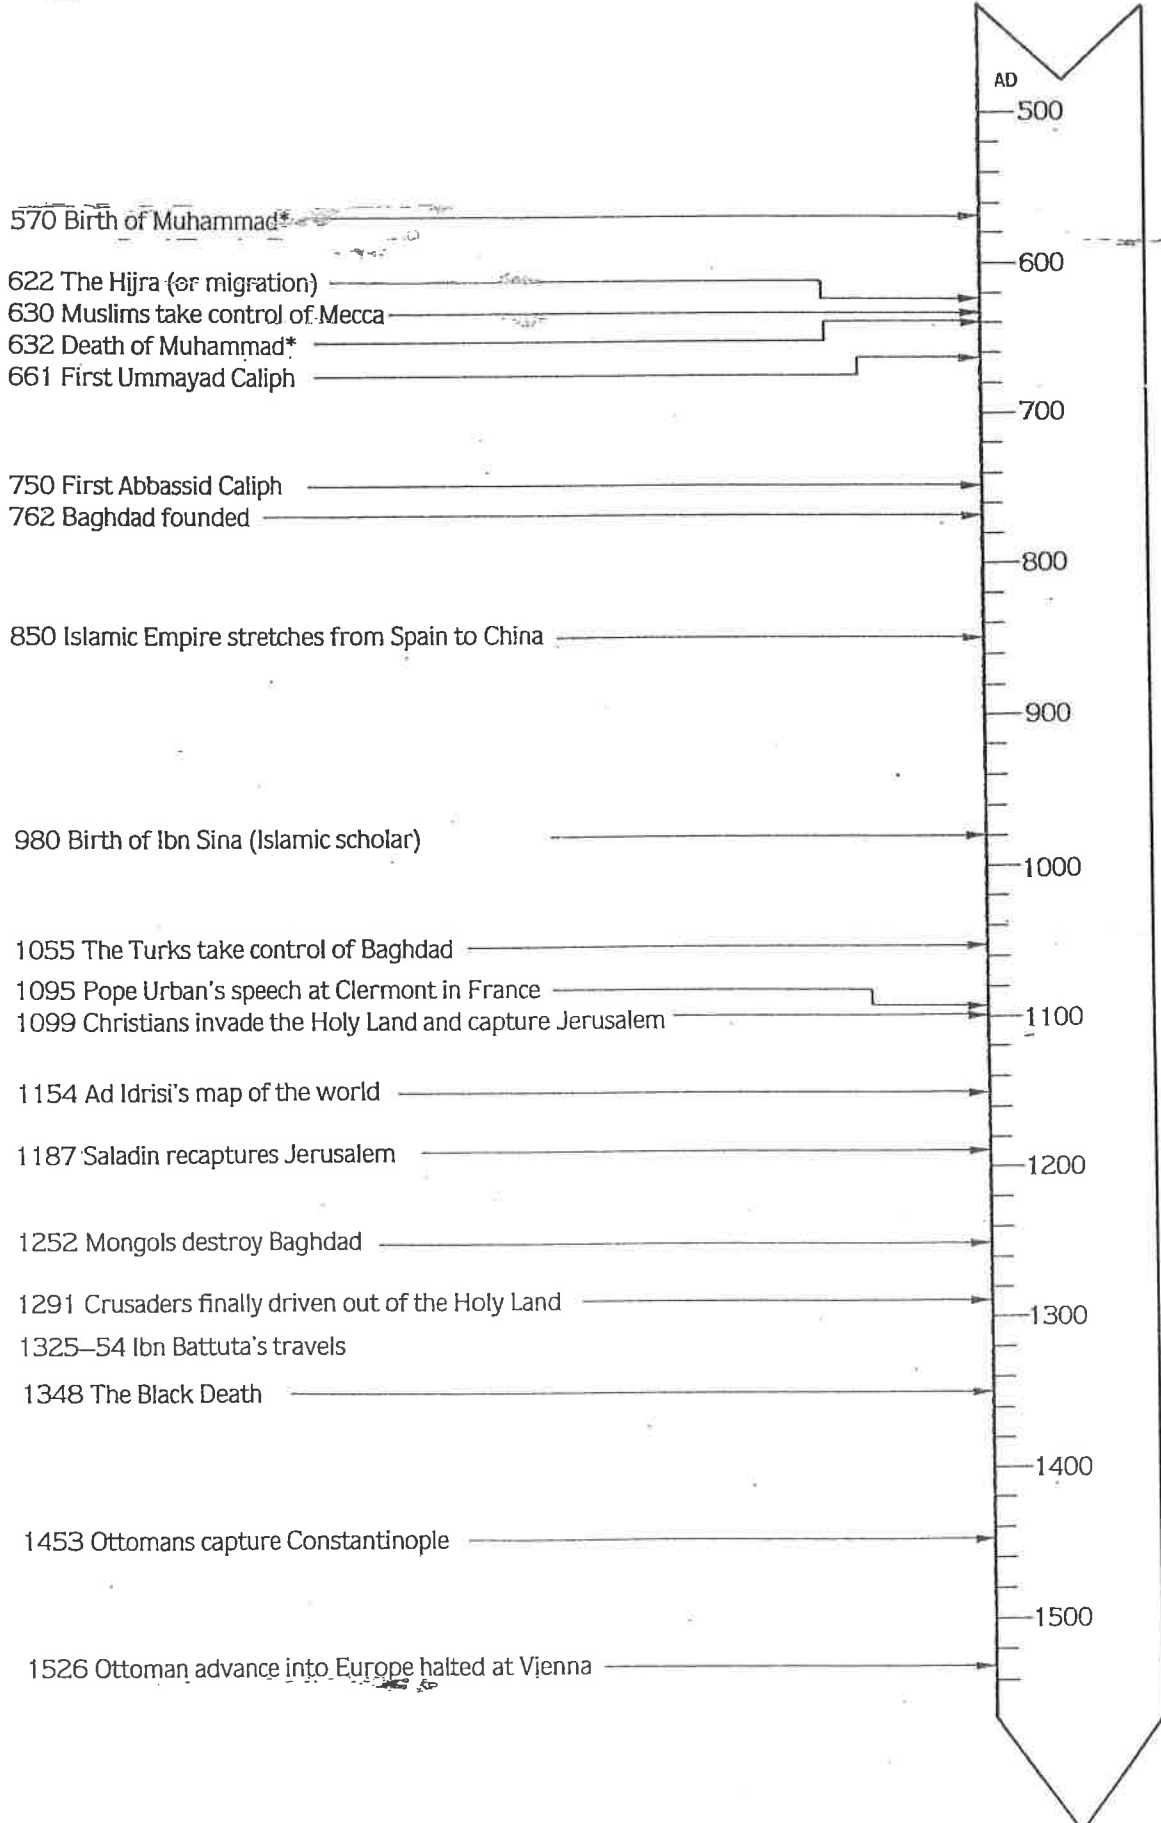 AD
500
570 Birth of Muhammad*
600
622 The Hijra (or migration)
630 Muslims take control of Mecca
632 Death of Muhammad*
661 First Ummayad Caliph
700
750 First Abbassid Caliph
762 Baghdad founded
800
850 Islamic Empire stretches from Spain to China
900
980 Birth of Ibn Sina (Islamic scholar)
1000
1055 The Turks take control of Baghdad
1095 Pope Urban's speech at Clermont in France
1099 Christians invade the Holy Land and capture Jerusalem
1100
1154 Ad Idrisi's map of the world
1187 Saladin recaptures Jerusalem
1200
1252 Mongols destroy Baghdad
1291 Crusaders finally driven out of the Holy Land
1300
1325–54 Ibn Battuta's travels
1348 The Black Death
1400
1453 Ottomans capture Constantinople
1500
1526 Ottoman advance into Europe halted at Vienna